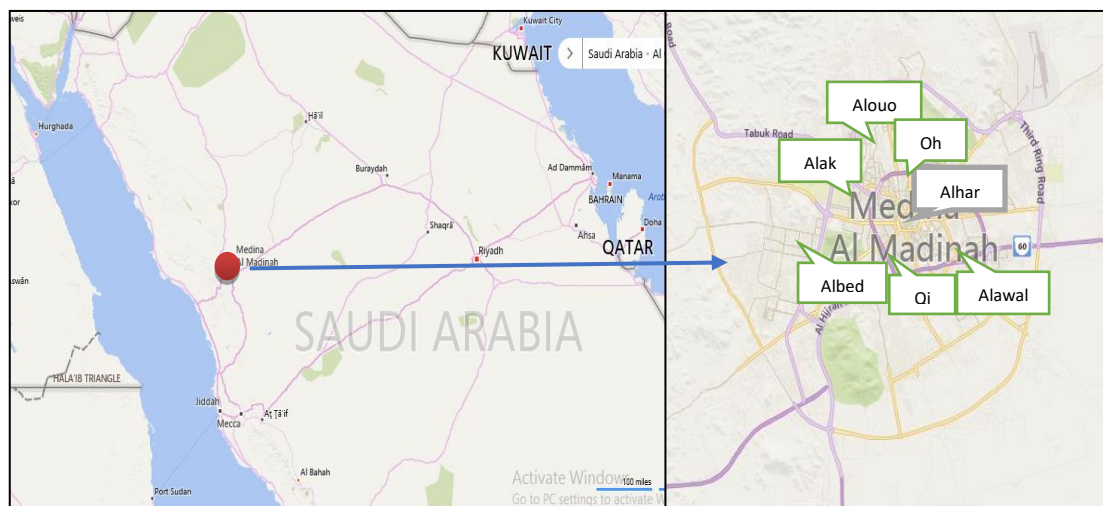 Kuwait City
KUWAIT
Saudi Arabia - Al
Hurghada
Hā'il
Buraydah
Ad Dammām
Manama
BAHRAIN
Doha
Shaqrā'
Ahsa
QATAR
Riyadh
Medina
Al Madinah
SAUDI ARABIA
HALA'IB TRIANGLE
Jiddah
Mecca
Aṭ Ṭā'if
Al Bahah
Port Sudan
Activate Windows
100 miles
Go to PC settings to activate W
Alouo
Tabuk Road
Oh
Third Ring Road
Alak
Alhar
Medina
Al Madinah
60
Albed
Qi
Alawal